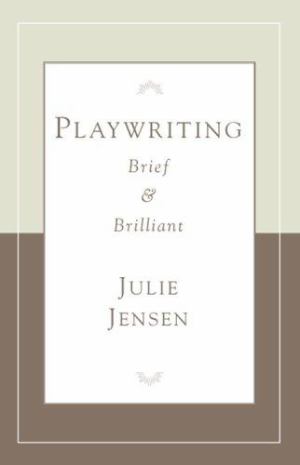 PLAYWRITING
Brief
&
Brilliant
JULIE
JENSEN